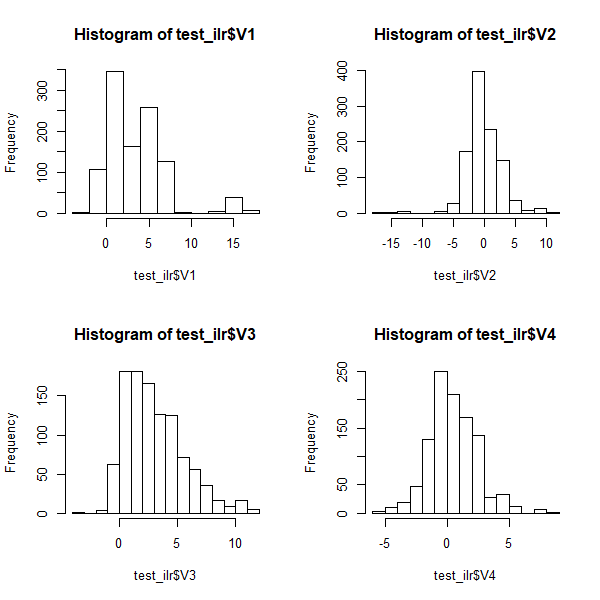 Histogram of test_ilr$V1
Frequency
0
100
200
300
0
5
10
15
test_ilr$V1
Histogram of test_ilr$V2
Frequency
0
100
200
300
400
-15
-10
-5
0
5
10
test_ilr$V2
Histogram of test_ilr$V3
Frequency
0
50
100
150
0
5
10
test_ilr$V3
Histogram of test_ilr$V4
Frequency
0
50
150
250
-5
0
5
test_ilr$V4